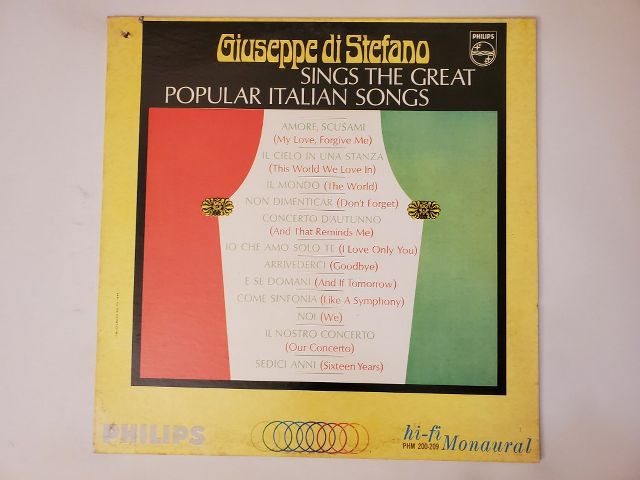 Giuseppe di Stefano
SINGS THE GREAT
POPULAR ITALIAN SONGS
PHILIPS
AMORE, SCUSAMI
(My Love, Forgive Me)
IL CIELO IN UNA STANZA
(This World We Love In)
IL MONDO (The World)
NON DIMENTICAR (Don't Forget)
CONCERTO D'AUTUNNO
(And That Reminds Me)
IO CHE AMO SOLO TE (I Love Only You)
ARRIVEDERCI (Goodbye)
E SE DOMANI (And If Tomorrow)
COME SINFONIA (Like A Symphony)
NOI (We)
IL NOSTRO CONCERTO
(Our Concerto)
SEDICI ANNI (Sixteen Years)
PHILIPS
hi-fi Monaural
PHM 200-209